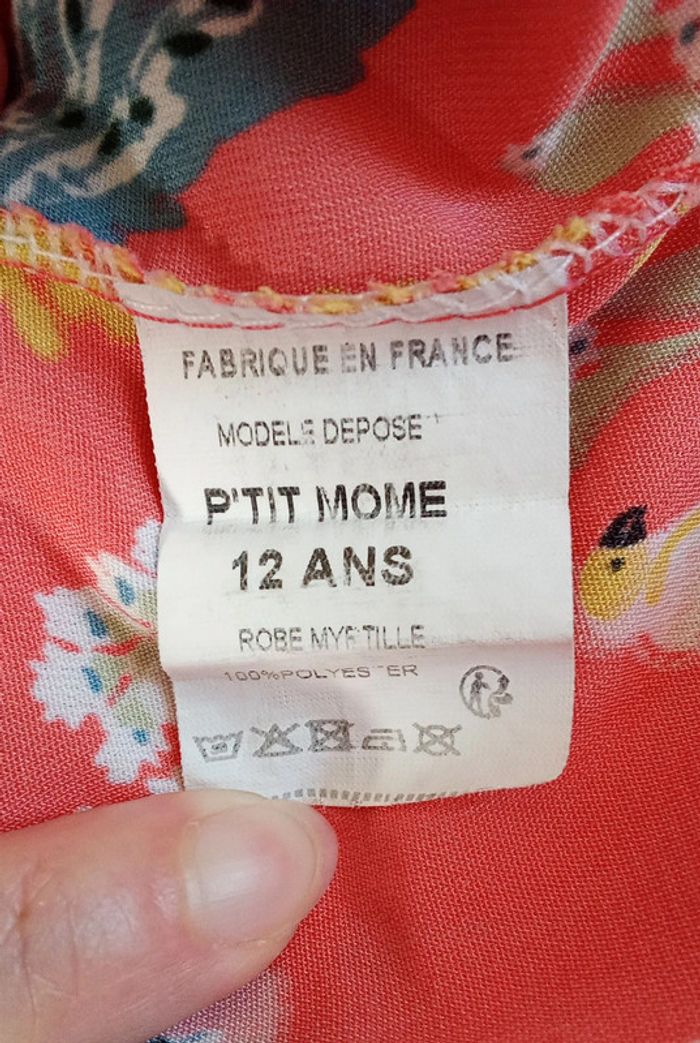 FABRIQUE EN FRANCE
MODELE DEPOSE
P'TIT MOME
12 ANS
ROBE MYRTILLE
100%POLYESTER